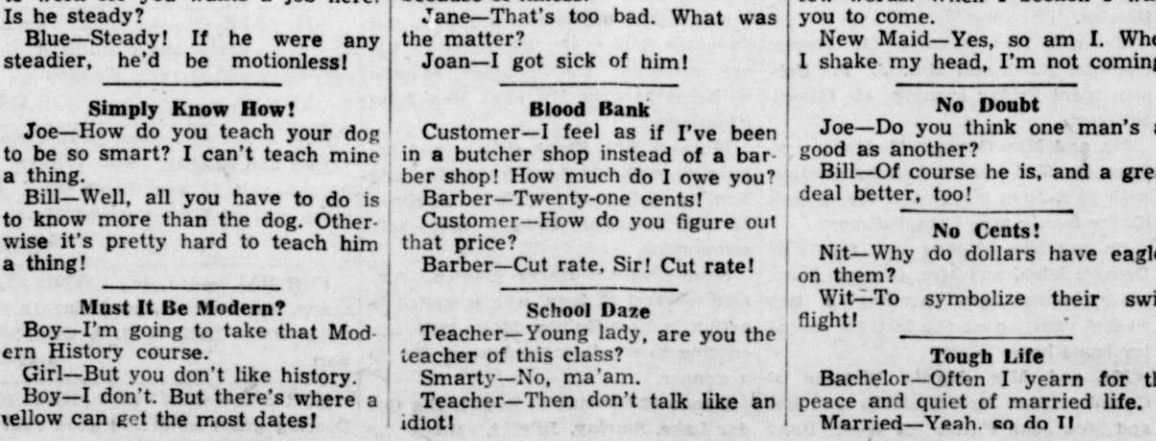 Is he steady?
Blue—Steady! If he were any
steadier, he'd be motionless!
Simply Know How!
Joe—How do you teach your dog
to be so smart? I can't teach mine
a thing.
Bill—Well, all you have to do is
to know more than the dog. Other-
wise it's pretty hard to teach him
a thing!
Must It Be Modern?
Boy—I'm going to take that Mod-
ern History course.
Girl—But you don't like history.
Boy—I don't. But there's where a
fellow can get the most dates!
Jane—That's too bad. What was
the matter?
Joan—I got sick of him!
Blood Bank
Customer—I feel as if I've been
in a butcher shop instead of a bar-
ber shop! How much do I owe you?
Barber—Twenty-one cents!
Customer—How do you figure out
that price?
Barber—Cut rate, Sir! Cut rate!
School Daze
Teacher—Young lady, are you the
teacher of this class?
Smarty—No, ma'am.
Teacher—Then don't talk like an
idiot!
you to come.
New Maid—Yes, so am I. Whe
I shake my head, I'm not coming
No Doubt
Joe—Do you think one man's a
good as another?
Bill—Of course he is, and a grea
deal better, too!
No Cents!
Nit—Why do dollars have eagle
on them?
Wit—To symbolize their swi
flight!
Tough Life
Bachelor—Often I yearn for th
peace and quiet of married life.
Married—Yeah, so do I!